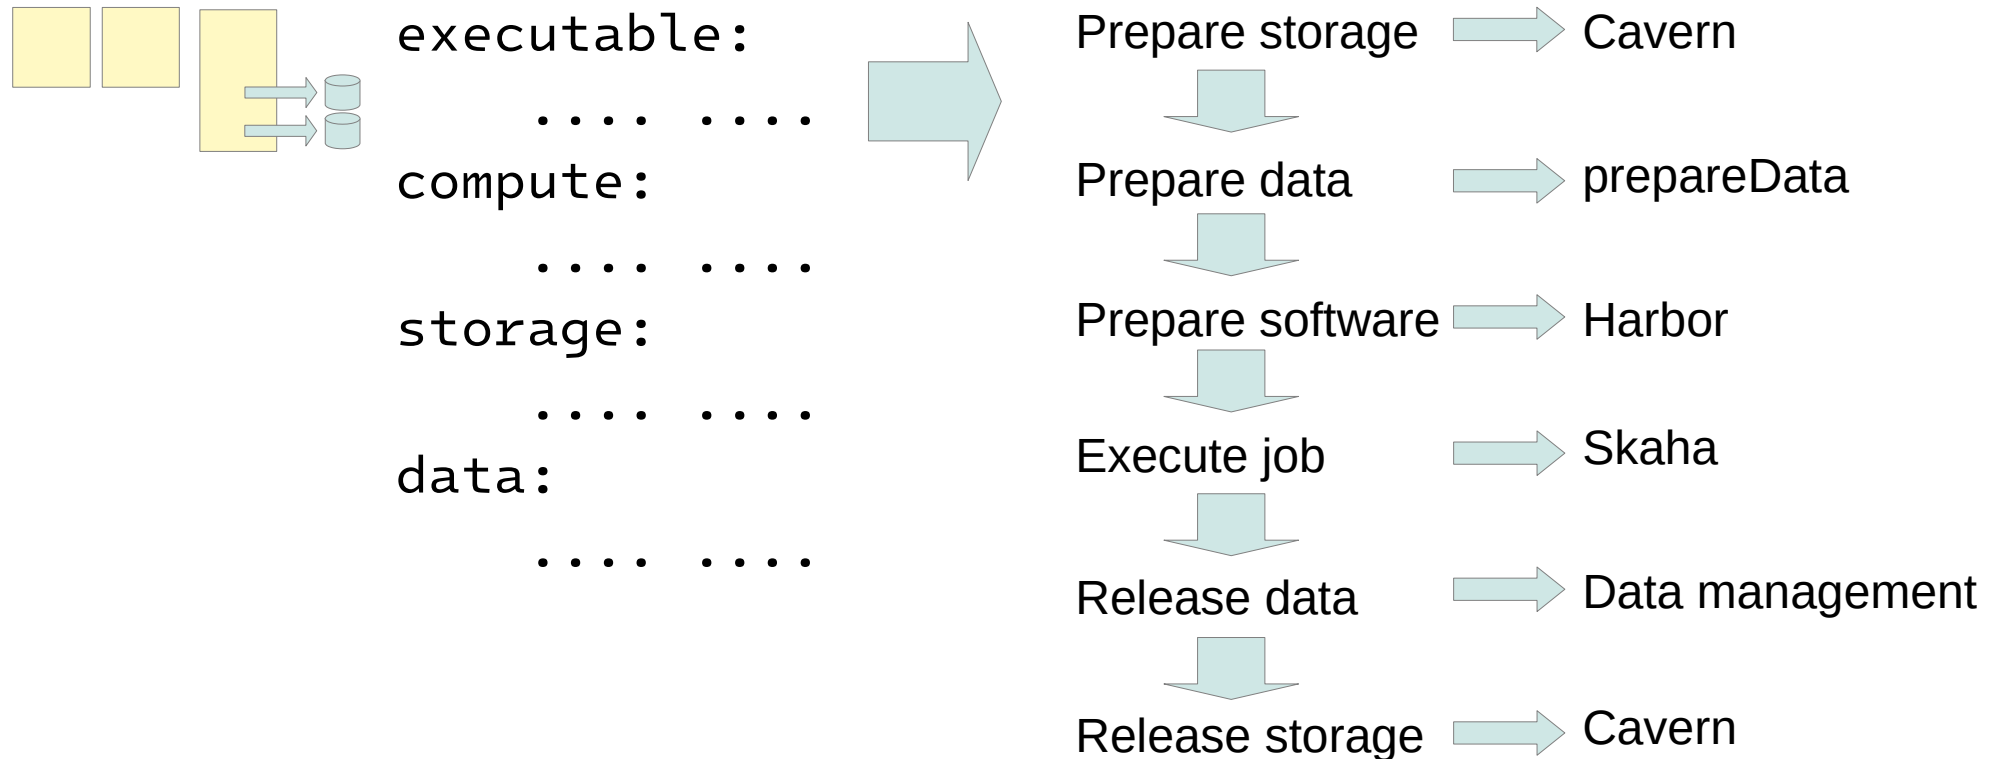 executable:
.... ....
compute:
.... ....
storage:
.... ....
data:
.... ....
Prepare storage
Cavern
Prepare data
prepareData
Prepare software
Harbor
Execute job
Skaha
Release data
Data management
Release storage
Cavern